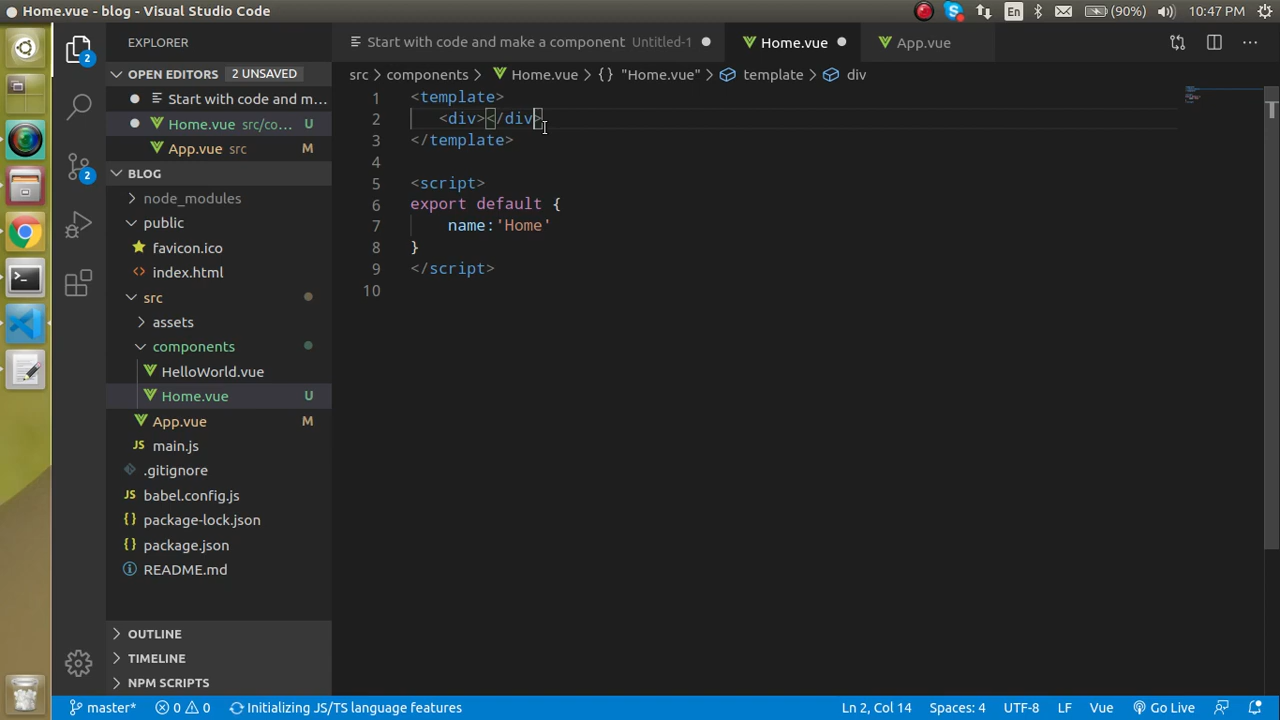 Home.vue - blog - Visual Studio Code
En
(90%)
10:47 PM
EXPLORER
OPEN EDITORS 2 UNSAVED
Start with code and m...
Home.vue src/co... U
App.vue src M
BLOG
node_modules
public
favicon.ico
index.html
src
assets
components
HelloWorld.vue
Home.vue U
App.vue M
JS main.js
.gitignore
JS babel.config.js
{} package-lock.json
{} package.json
README.md
OUTLINE
TIMELINE
NPM SCRIPTS
2
2
Start with code and make a component Untitled-1
Home.vue
App.vue
src > components > Home.vue > {} "Home.vue" > template > div
1 <template>
2 <div></div>
3 </template>
4
5 <script>
6 export default {
7 name:'Home'
8 }
9 </script>
10
master*
0 0
Initializing JS/TS language features
Ln 2, Col 14
Spaces: 4
UTF-8
LF
Vue
Go Live